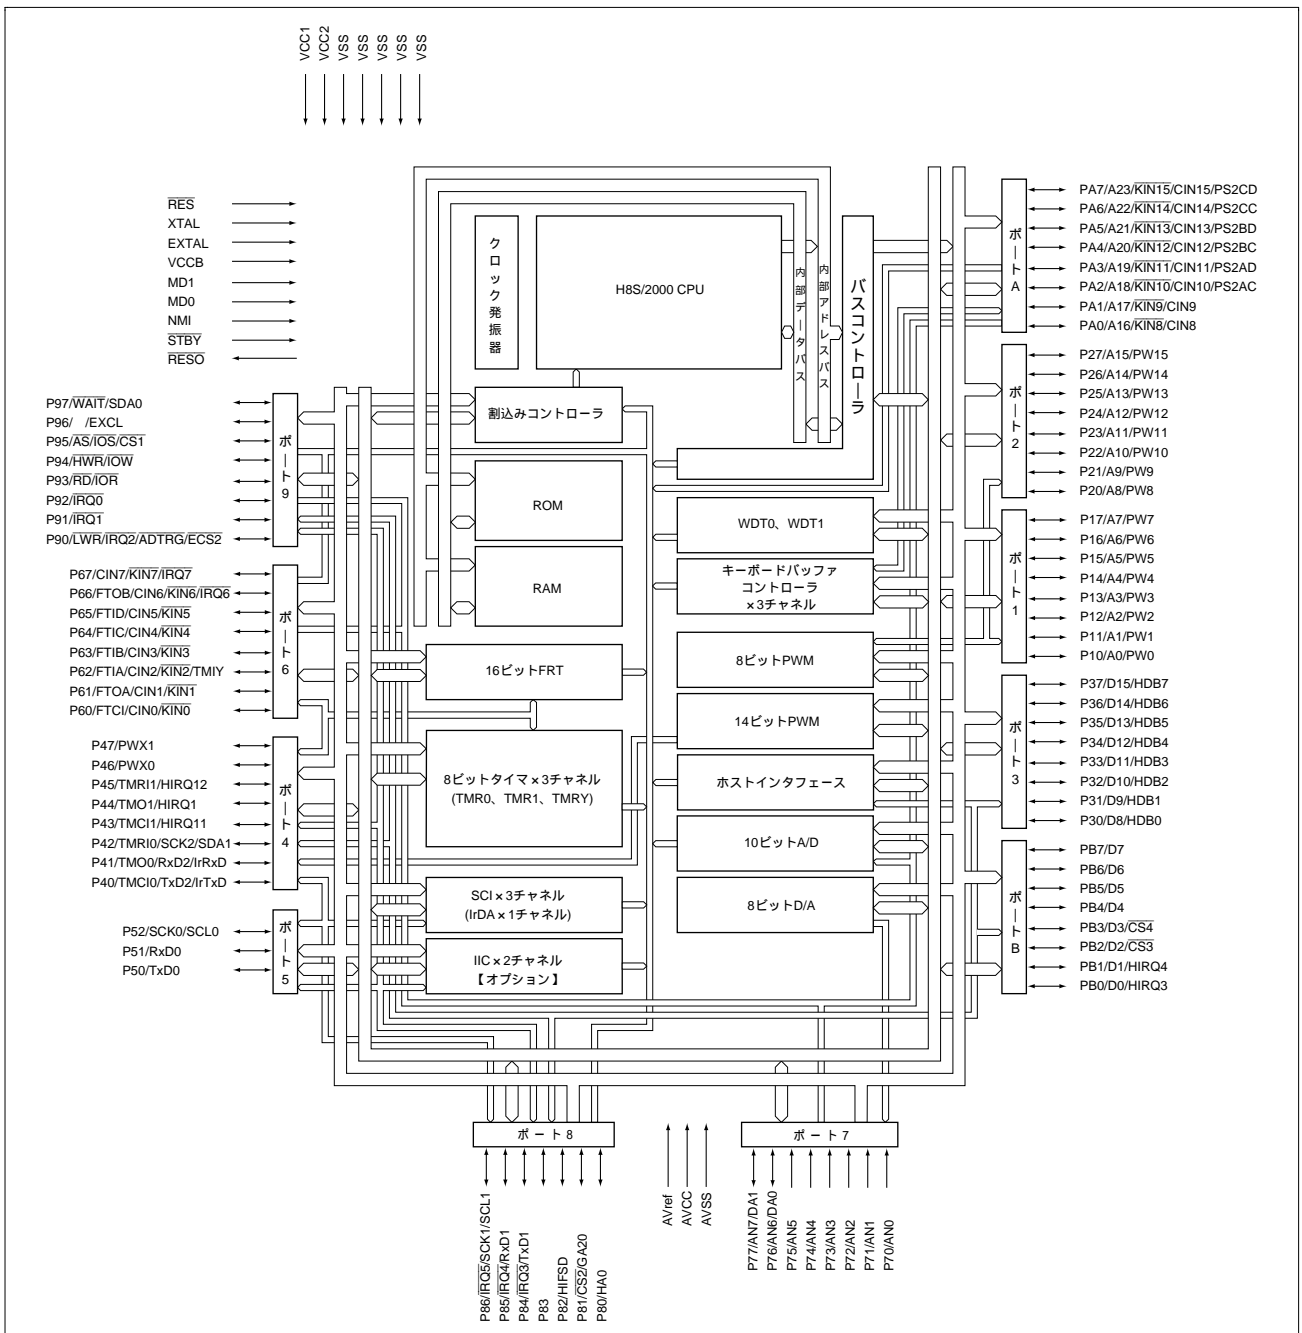 VCC1
VCC2
VSS
VSS
VSS
VSS
VSS
RES
XTAL
EXTAL
VCCB
MD1
MD0
NMI
STBY
RESO
クロック発振器
H8S/2000 CPU
内部データバス
内部アドレスバス
バスコントローラ
割込みコントローラ
ROM
RAM
16ビットFRT
8ビットタイマ×3チャネル
(TMR0、TMR1、TMRY)
SCI×3チャネル
(IrDA×1チャネル)
IIC×2チャネル
【オプション】
WDT0、WDT1
キーボードバッファ
コントローラ
×3チャネル
8ビットPWM
14ビットPWM
ホストインタフェース
10ビットA/D
8ビットD/A
P97/WAIT/SDA0
P96/ /EXCL
P95/AS/IOS/CS1
P94/HWR/IOW
P93/RD/IOR
P92/IRQ0
P91/IRQ1
P90/LWR/IRQ2/ADTRG/ECS2
ポート9
P67/CIN7/KIN7/IRQ7
P66/FTOB/CIN6/KIN6/IRQ6
P65/FTID/CIN5/KIN5
P64/FTIC/CIN4/KIN4
P63/FTIB/CIN3/KIN3
P62/FTIA/CIN2/KIN2/TMIY
P61/FTOA/CIN1/KIN1
P60/FTCI/CIN0/KIN0
ポート6
P47/PWX1
P46/PWX0
P45/TMRI1/HIRQ12
P44/TMO1/HIRQ1
P43/TMCI1/HIRQ11
P42/TMRI0/SCK2/SDA1
P41/TMO0/RxD2/IrRxD
P40/TMCI0/TxD2/IrTxD
ポート4
P52/SCK0/SCL0
P51/RxD0
P50/TxD0
ポート5
ポートA
PA7/A23/KIN15/CIN15/PS2CD
PA6/A22/KIN14/CIN14/PS2CC
PA5/A21/KIN13/CIN13/PS2BD
PA4/A20/KIN12/CIN12/PS2BC
PA3/A19/KIN11/CIN11/PS2AD
PA2/A18/KIN10/CIN10/PS2AC
PA1/A17/KIN9/CIN9
PA0/A16/KIN8/CIN8
ポート2
P27/A15/PW15
P26/A14/PW14
P25/A13/PW13
P24/A12/PW12
P23/A11/PW11
P22/A10/PW10
P21/A9/PW9
P20/A8/PW8
ポート1
P17/A7/PW7
P16/A6/PW6
P15/A5/PW5
P14/A4/PW4
P13/A3/PW3
P12/A2/PW2
P11/A1/PW1
P10/A0/PW0
ポート3
P37/D15/HDB7
P36/D14/HDB6
P35/D13/HDB5
P34/D12/HDB4
P33/D11/HDB3
P32/D10/HDB2
P31/D9/HDB1
P30/D8/HDB0
ポートB
PB7/D7
PB6/D6
PB5/D5
PB4/D4
PB3/D3/CS4
PB2/D2/CS3
PB1/D1/HIRQ4
PB0/D0/HIRQ3
ポート8
P86/IRQ5/SCK1/SCL1
P85/IRQ4/RxD1
P84/IRQ3/TxD1
P83
P82/HIFSD
P81/CS2/GA20
P80/HA0
AVref
AVCC
AVSS
ポート7
P77/AN7/DA1
P76/AN6/DA0
P75/AN5
P74/AN4
P73/AN3
P72/AN2
P71/AN1
P70/AN0